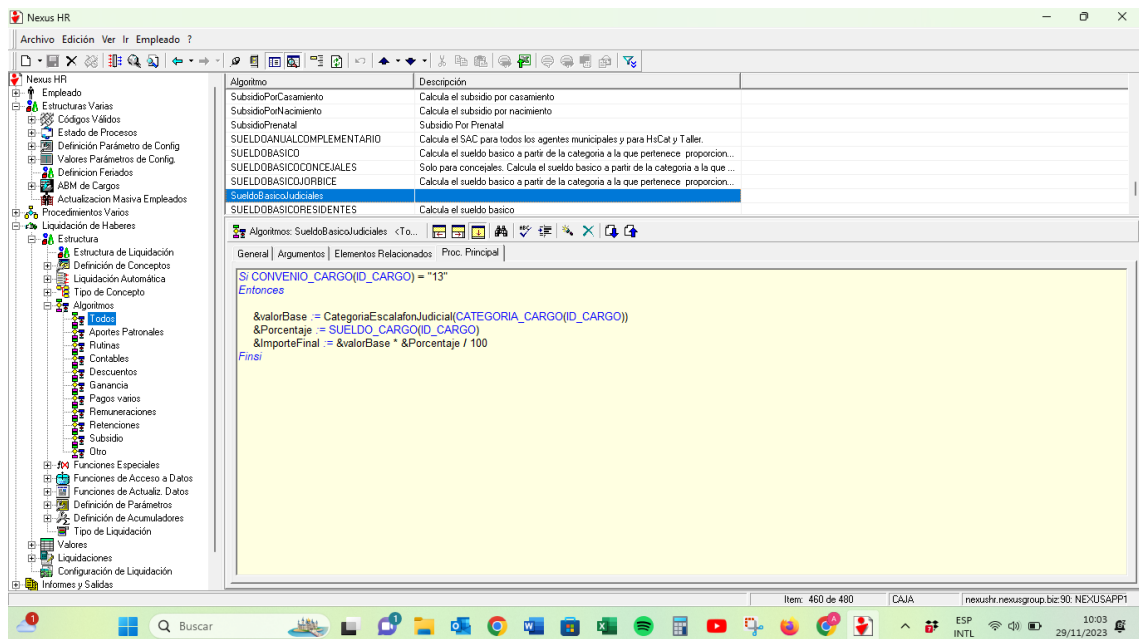 Nexus HR
Archivo Edición Ver Ir Empleado ?
Nexus HR
Empleado
Estructuras Varias
Códigos Válidos
Estado de Procesos
Definición Parámetro de Config
Valores Parámetros de Config.
Definicion Feriados
ABM de Cargos
Actualizacion Masiva Empleados
Procedimientos Varios
Liquidación de Haberes
Estructura
Estructura de Liquidación
Definición de Conceptos
Liquidación Automática
Tipo de Concepto
Algoritmos
Todos
Aportes Patronales
Rutinas
Contables
Descuentos
Ganancia
Pagos varios
Remuneraciones
Retenciones
Subsidio
Otro
Funciones Especiales
Funciones de Acceso a Datos
Funciones de Actualiz. Datos
Definición de Parámetros
Definición de Acumuladores
Tipo de Liquidación
Valores
Liquidaciones
Configuración de Liquidación
Informes y Salidas
Algoritmo Descripción
SubsidioPorCasamiento Calcula el subsidio por casamiento
SubsidioPorNacimiento Calcula el subsidio por nacimiento
SubsidioPrenatal Subsidio Por Prenatal
SUELDOANUALCOMPLEMENTARIO Calcula el SAC para todos los agentes municipales y para HsCat y Taller.
SUELDOBASICO Calcula el sueldo basico a partir de la categoria a la que pertenece proporcion...
SUELDOBASICOCONCEJALES Solo para concejales. Calcula el sueldo basico a partir de la categoria a la que ...
SUELDOBASICOJORBICE Calcula el sueldo basico a partir de la categoria a la que pertenece proporcion...
SueldoBasicoJudiciales
SUELDOBASICORESIDENTES Calcula el sueldo basico
Algoritmos: SueldoBasicoJudiciales <To...
General Argumentos Elementos Relacionados Proc. Principal
Si CONVENIO_CARGO(ID_CARGO) = "13"
Entonces
&valorBase := CategoriaEscalafonJudicial(CATEGORIA_CARGO(ID_CARGO))
&Porcentaje := SUELDO_CARGO(ID_CARGO)
&ImporteFinal := &valorBase * &Porcentaje / 100
Finsi
Item: 460 de 480 CAJA nexushr.nexusgroup.biz:90: NEXUSAPP1
1
Buscar
ESP
INTL
10:03
29/11/2023